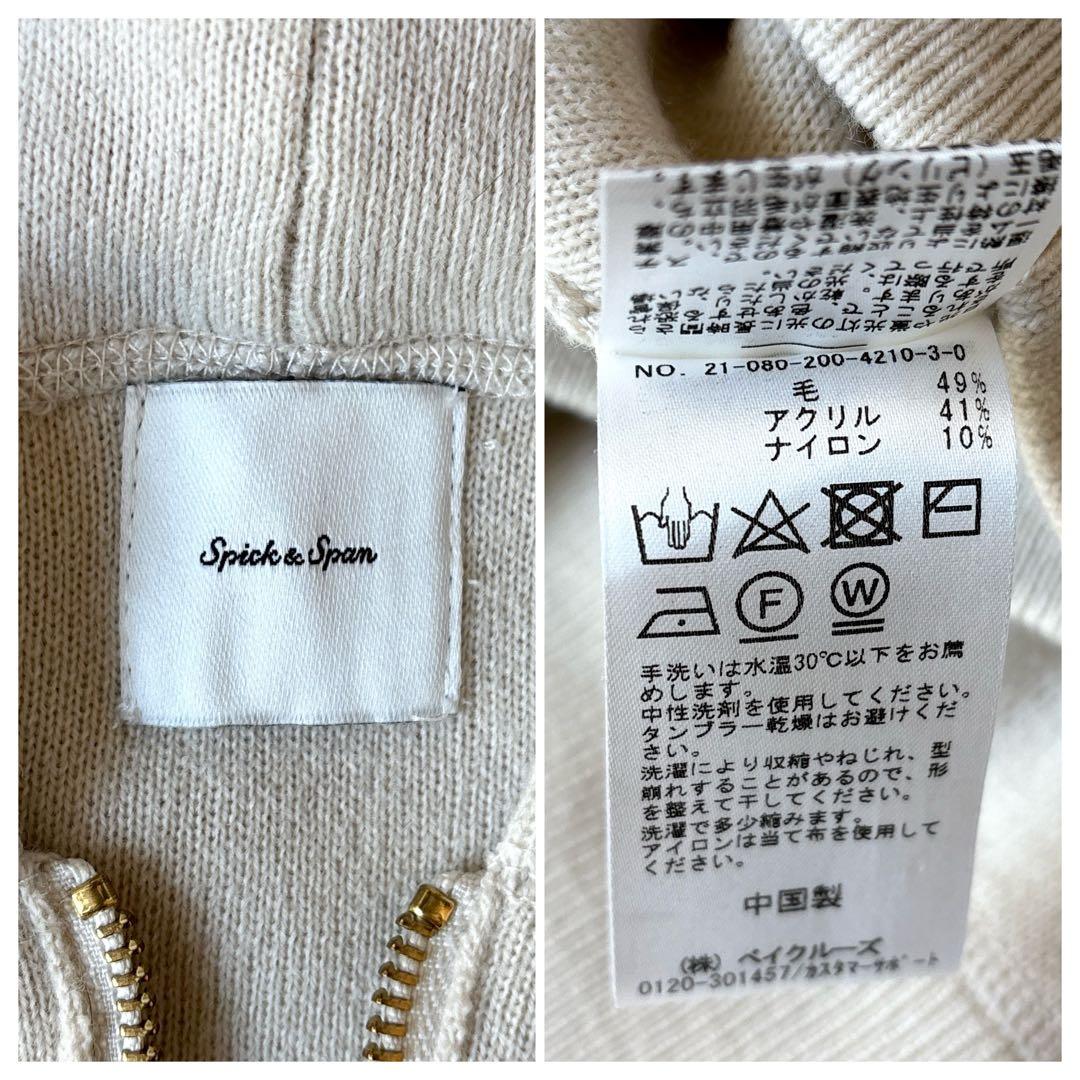 Spick & Span
NO. 21-080-200-4210-3-0
毛 49%
アクリル 41%
ナイロン 10%
F
W
手洗いは水温30℃以下をお薦
めします。
中性洗剤を使用してください。
タンブラー乾燥はお避けくだ
さい。
洗濯により収縮やねじれ、型
崩れすることがあるので、形
を整えて干してください。
洗濯で多少縮みます。
アイロンは当て布を使用して
ください。
中国製
(株) ベイクルーズ
0120-301457/カスタマーサポート